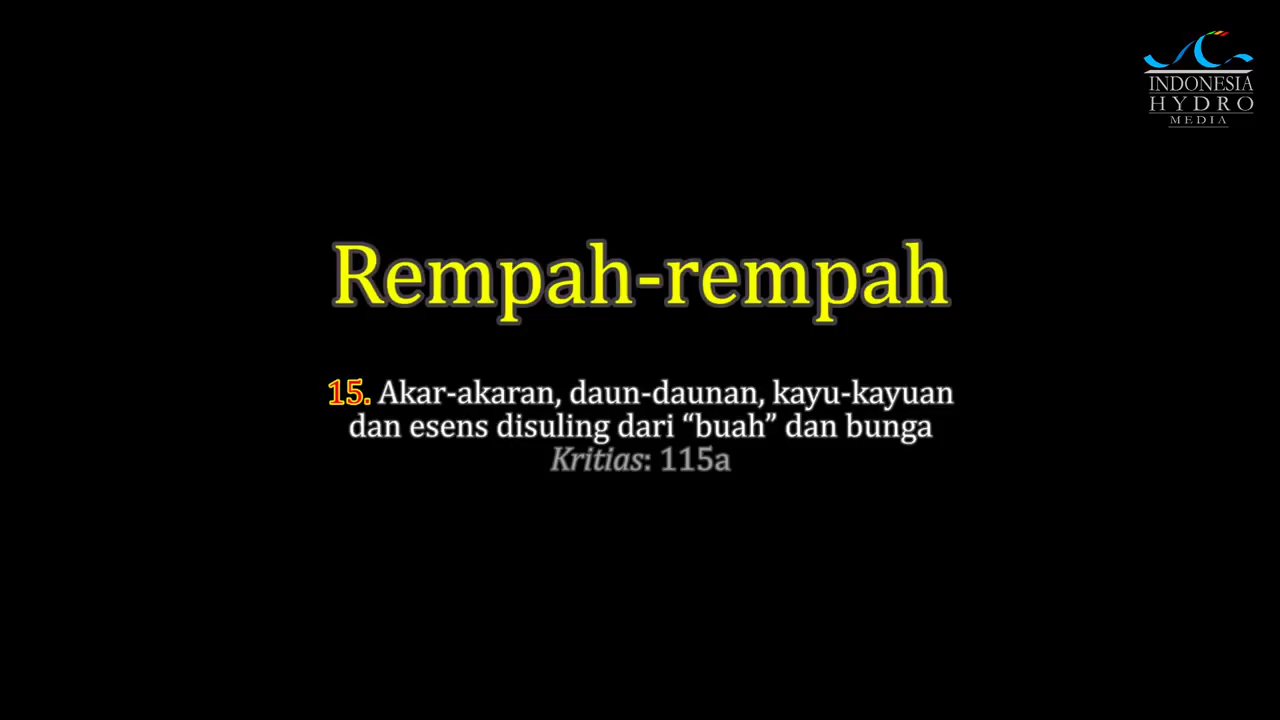 INDONESIA
HYDRO
MEDIA
Rempah-rempah
15. Akar-akaran, daun-daunan, kayu-kayuan
dan esens disuling dari “buah” dan bunga
Kritias: 115a